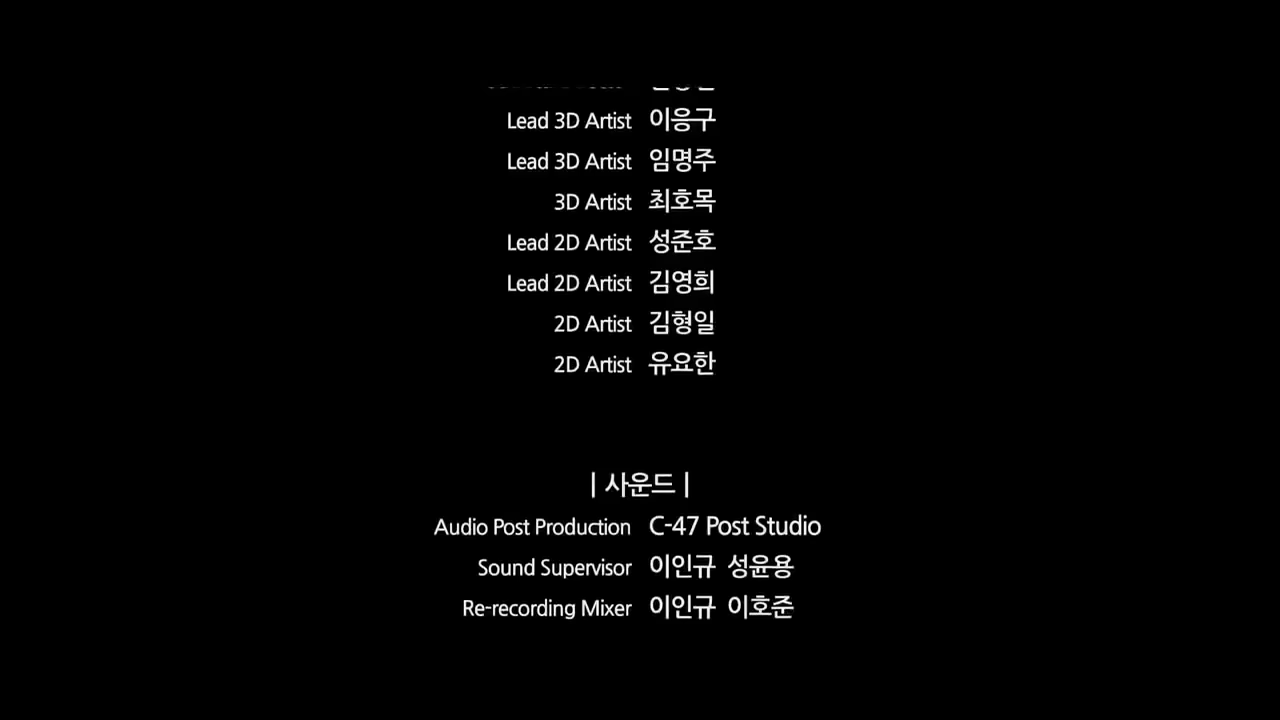 Lead 3D Artist 이응구
Lead 3D Artist 임명주
3D Artist 최호목
Lead 2D Artist 성준호
Lead 2D Artist 김영희
2D Artist 김형일
2D Artist 유요한
| 사운드 |
Audio Post Production C-47 Post Studio
Sound Supervisor 이인규 성윤용
Re-recording Mixer 이인규 이호준